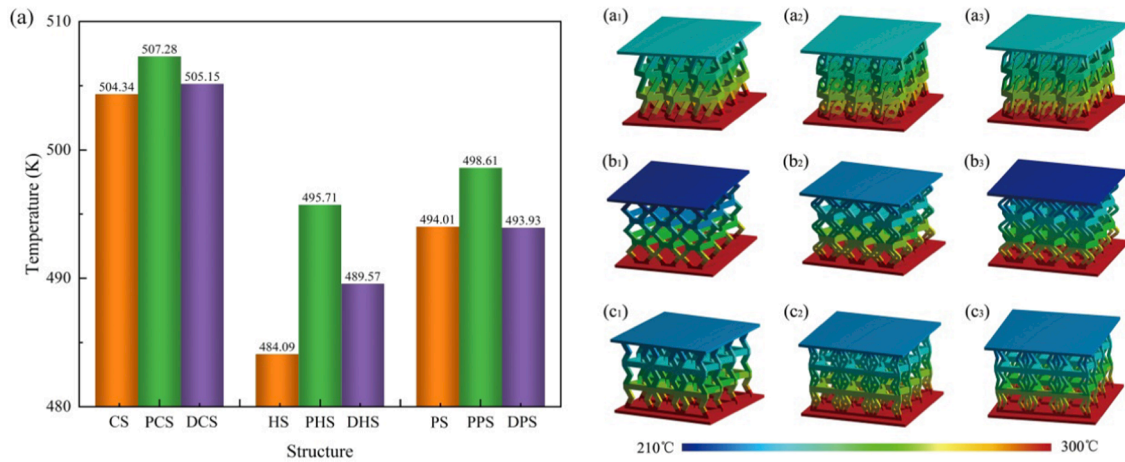 (a)
510
500
490
480
Temperature (K)
504.34
507.28
505.15
484.09
495.71
489.57
494.01
498.61
493.93
CS PCS DCS HS PHS DHS PS PPS DPS
Structure
(a₁) (a₂) (a₃)
(b₁) (b₂) (b₃)
(c₁) (c₂) (c₃)
210℃ 300℃